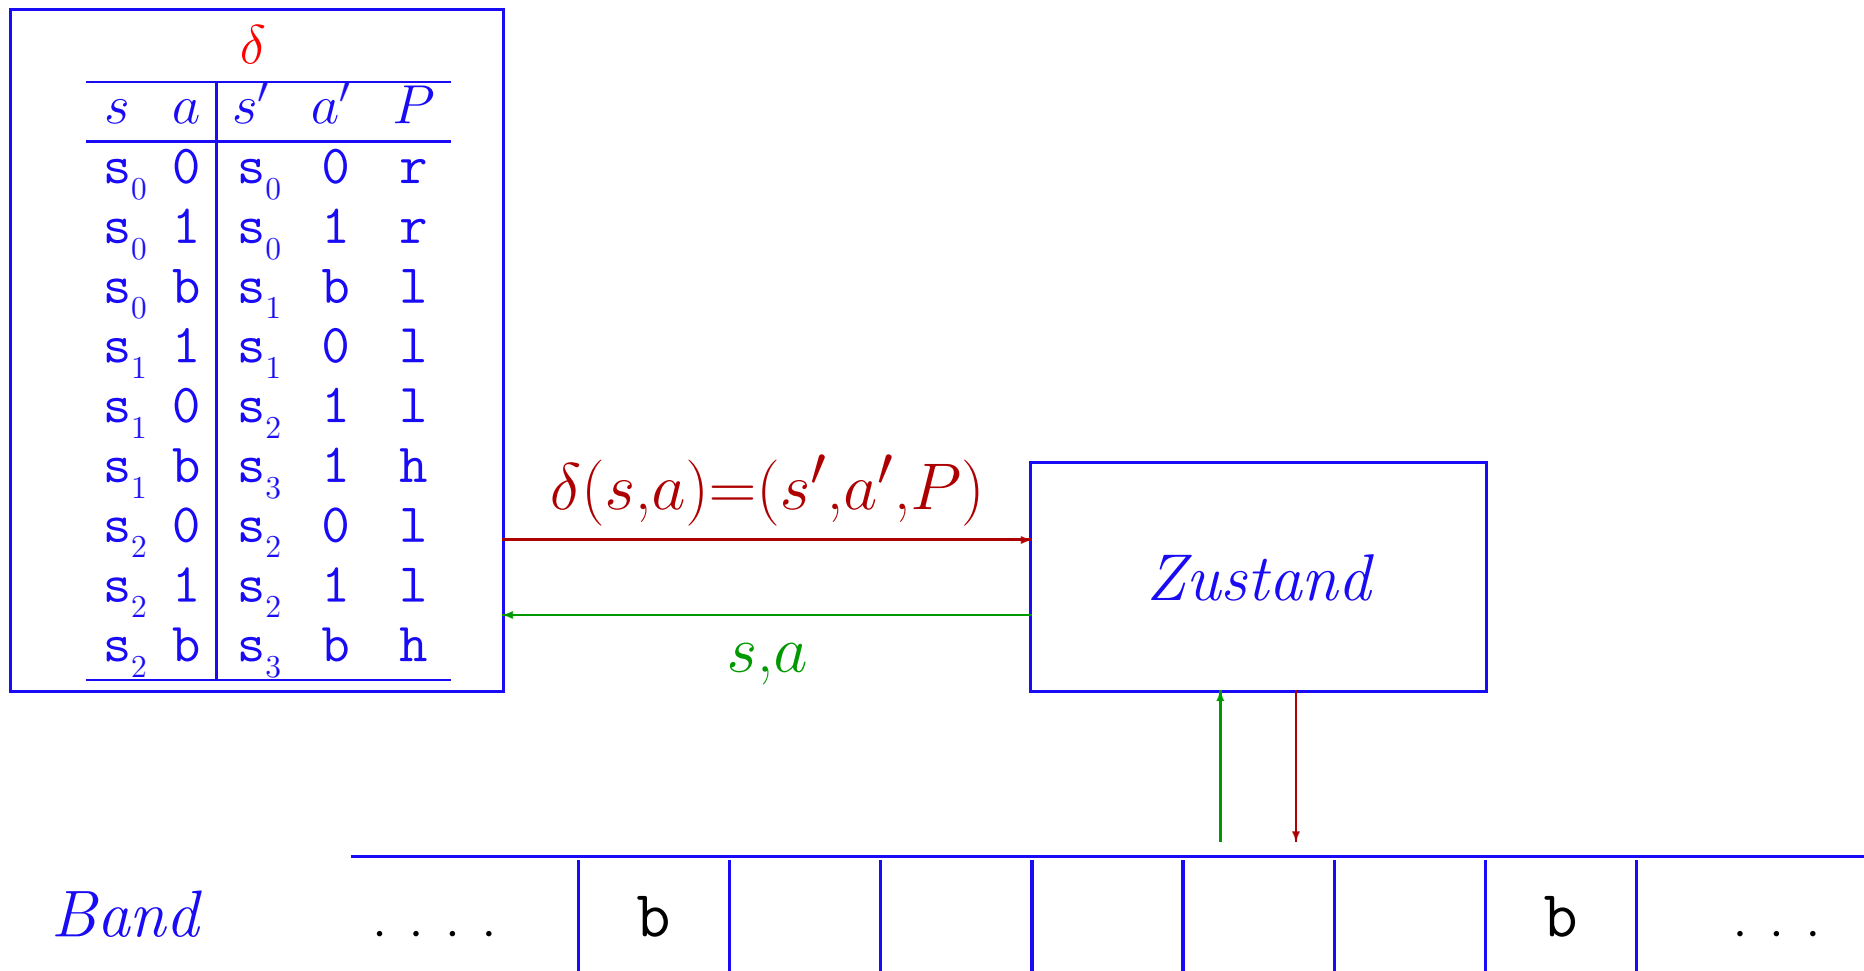 δ
s a s′ a′ P
s₀ 0 s₀ 0 r
s₀ 1 s₀ 1 r
s₀ b s₁ b l
s₁ 1 s₁ 0 l
s₁ 0 s₂ 1 l
s₁ b s₃ 1 h
s₂ 0 s₂ 0 l
s₂ 1 s₂ 1 l
s₂ b s₃ b h
δ(s,a)=(s′,a′,P)
s,a
Zustand
Band . . . . b b . . .